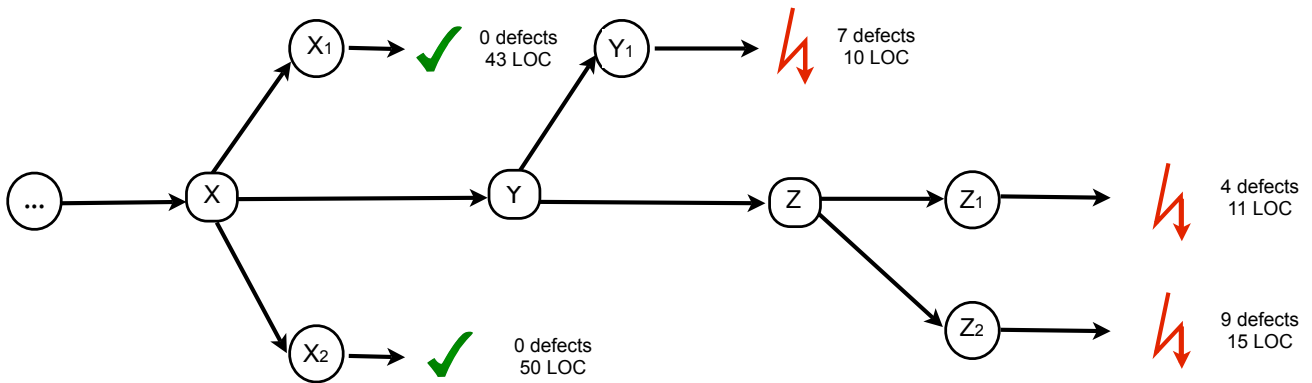 X1
0 defects
43 LOC
Y1
7 defects
10 LOC
...
X
Y
Z
Z1
4 defects
11 LOC
X2
0 defects
50 LOC
Z2
9 defects
15 LOC